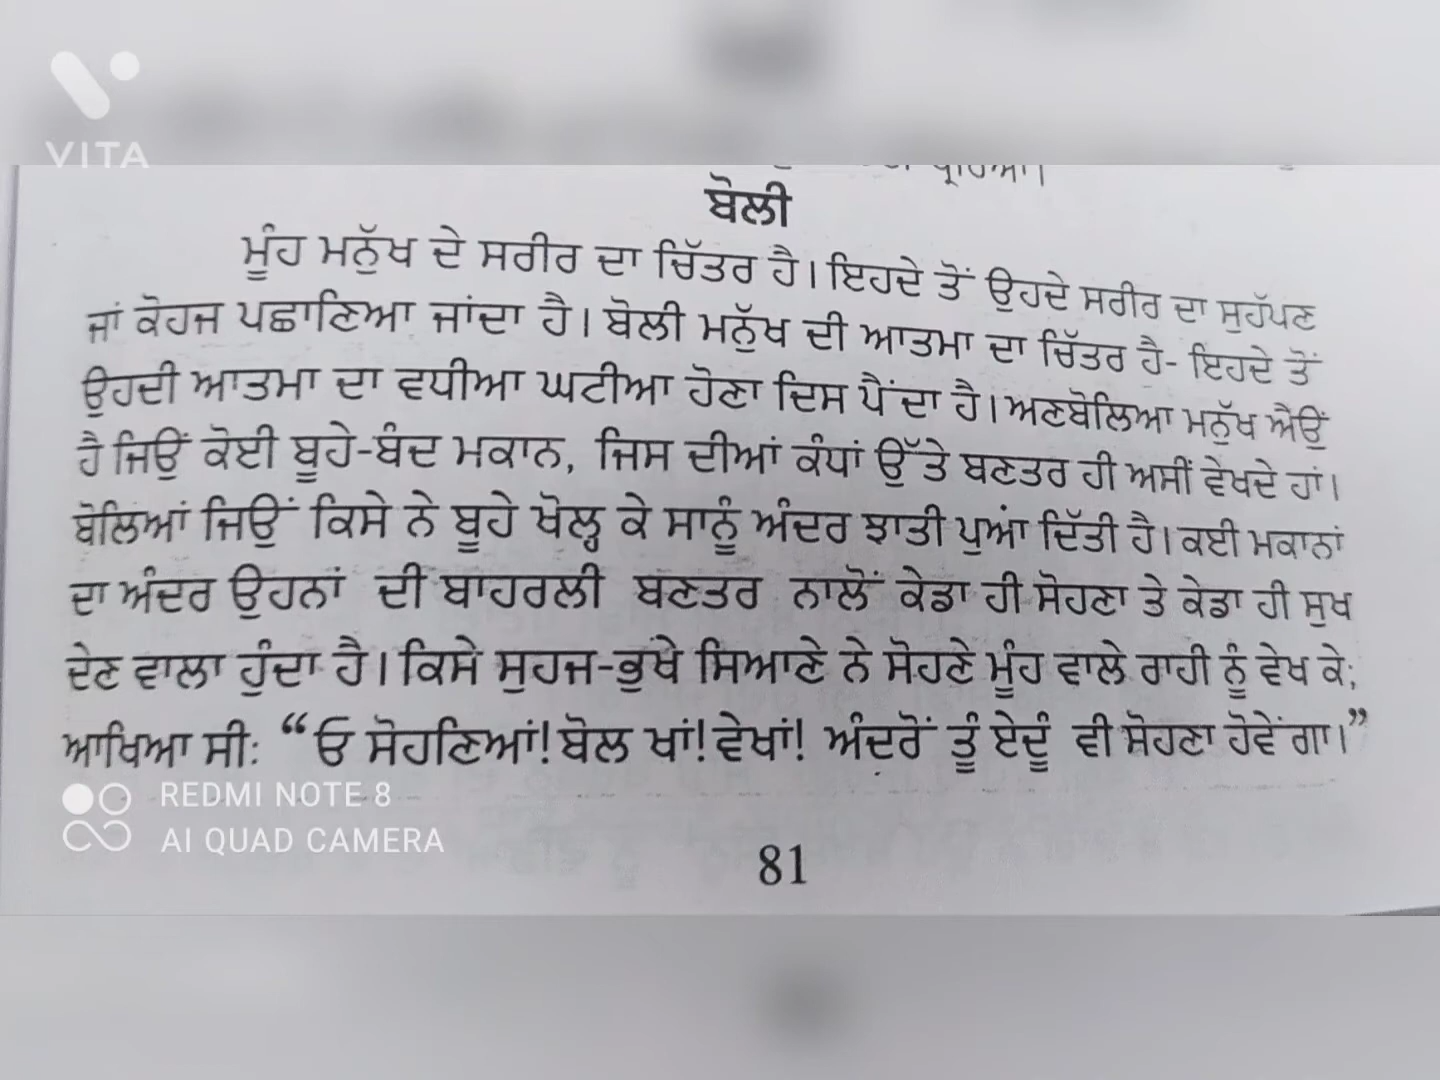 VITA
ਬੋਲੀ
ਮੂੰਹ ਮਨੁੱਖ ਦੇ ਸਰੀਰ ਦਾ ਚਿੱਤਰ ਹੈ। ਇਹਦੇ ਤੋਂ ਉਹਦੇ ਸਰੀਰ ਦਾ ਸੁਹੱਪਣ
ਜਾਂ ਕੋਹਜ ਪਛਾਣਿਆ ਜਾਂਦਾ ਹੈ। ਬੋਲੀ ਮਨੁੱਖ ਦੀ ਆਤਮਾ ਦਾ ਚਿੱਤਰ ਹੈ- ਇਹਦੇ ਤੋਂ
ਉਹਦੀ ਆਤਮਾ ਦਾ ਵਧੀਆ ਘਟੀਆ ਹੋਣਾ ਦਿਸ ਪੈਂਦਾ ਹੈ। ਅਣਬੋਲਿਆ ਮਨੁੱਖ ਐਉਂ
ਹੈ ਜਿਉਂ ਕੋਈ ਬੂਹੇ-ਬੰਦ ਮਕਾਨ, ਜਿਸ ਦੀਆਂ ਕੰਧਾਂ ਉੱਤੇ ਬਣਤਰ ਹੀ ਅਸੀਂ ਵੇਖਦੇ ਹਾਂ।
ਬੋਲਿਆਂ ਜਿਉਂ ਕਿਸੇ ਨੇ ਬੂਹੇ ਖੋਲ੍ਹ ਕੇ ਸਾਨੂੰ ਅੰਦਰ ਝਾਤੀ ਪੁਆਂ ਦਿੱਤੀ ਹੈ। ਕਈ ਮਕਾਨਾਂ
ਦਾ ਅੰਦਰ ਉਹਨਾਂ ਦੀ ਬਾਹਰਲੀ ਬਣਤਰ ਨਾਲੋਂ ਕੇਡਾ ਹੀ ਸੋਹਣਾ ਤੇ ਕੇਡਾ ਹੀ ਸੁਖ
ਦੇਣ ਵਾਲਾ ਹੁੰਦਾ ਹੈ। ਕਿਸੇ ਸੁਹਜ-ਭੁਖੇ ਸਿਆਣੇ ਨੇ ਸੋਹਣੇ ਮੂੰਹ ਵਾਲੇ ਰਾਹੀ ਨੂੰ ਵੇਖ ਕੇ;
ਆਖਿਆ ਸੀ: “ਓ ਸੋਹਣਿਆਂ! ਬੋਲ ਖਾਂ! ਵੇਖਾਂ! ਅੰਦਰੋਂ ਤੂੰ ਏਦੂੰ ਵੀ ਸੋਹਣਾ ਹੋਵੇਂਗਾ।”
REDMI NOTE 8
AI QUAD CAMERA
81